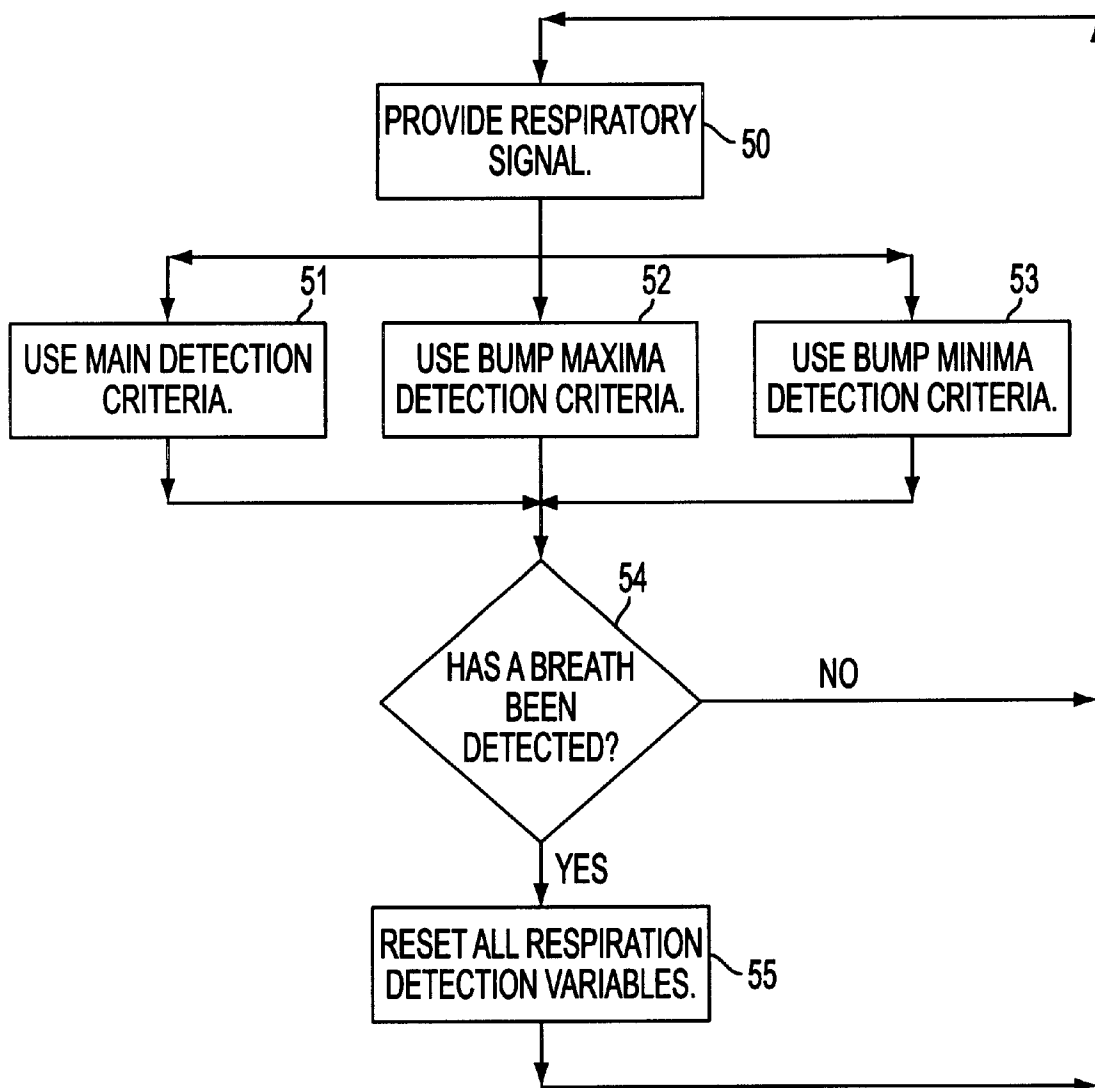 PROVIDE RESPIRATORY
SIGNAL.
50
51
USE MAIN DETECTION
CRITERIA.
52
USE BUMP MAXIMA
DETECTION CRITERIA.
53
USE BUMP MINIMA
DETECTION CRITERIA.
54
HAS A BREATH
BEEN
DETECTED?
NO
YES
RESET ALL RESPIRATION
DETECTION VARIABLES.
55